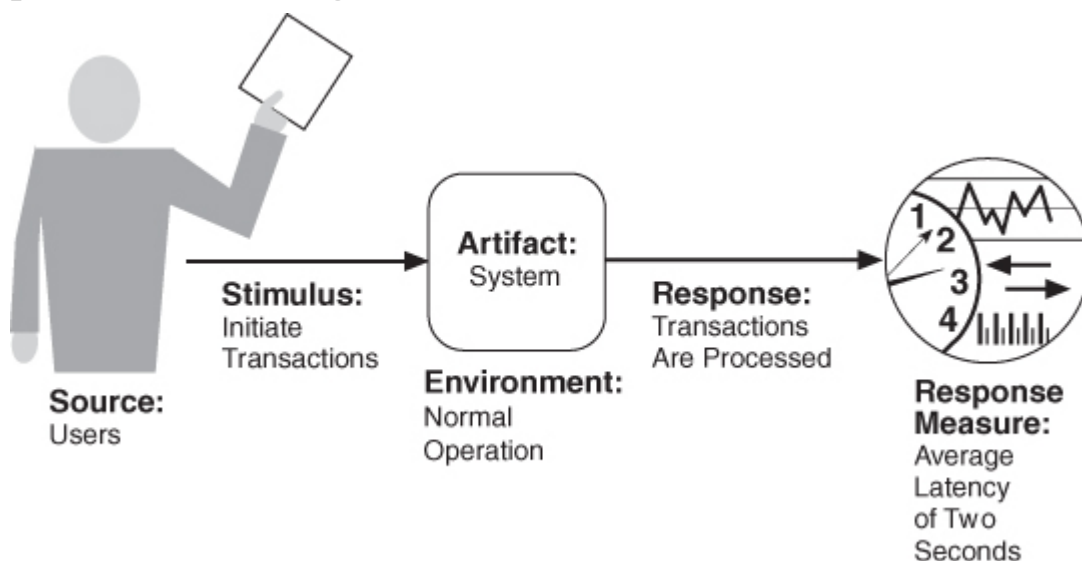 Source:
Users
Stimulus:
Initiate
Transactions
Artifact:
System
Environment:
Normal
Operation
Response:
Transactions
Are Processed
1
2
3
4
Response
Measure:
Average
Latency
of Two
Seconds